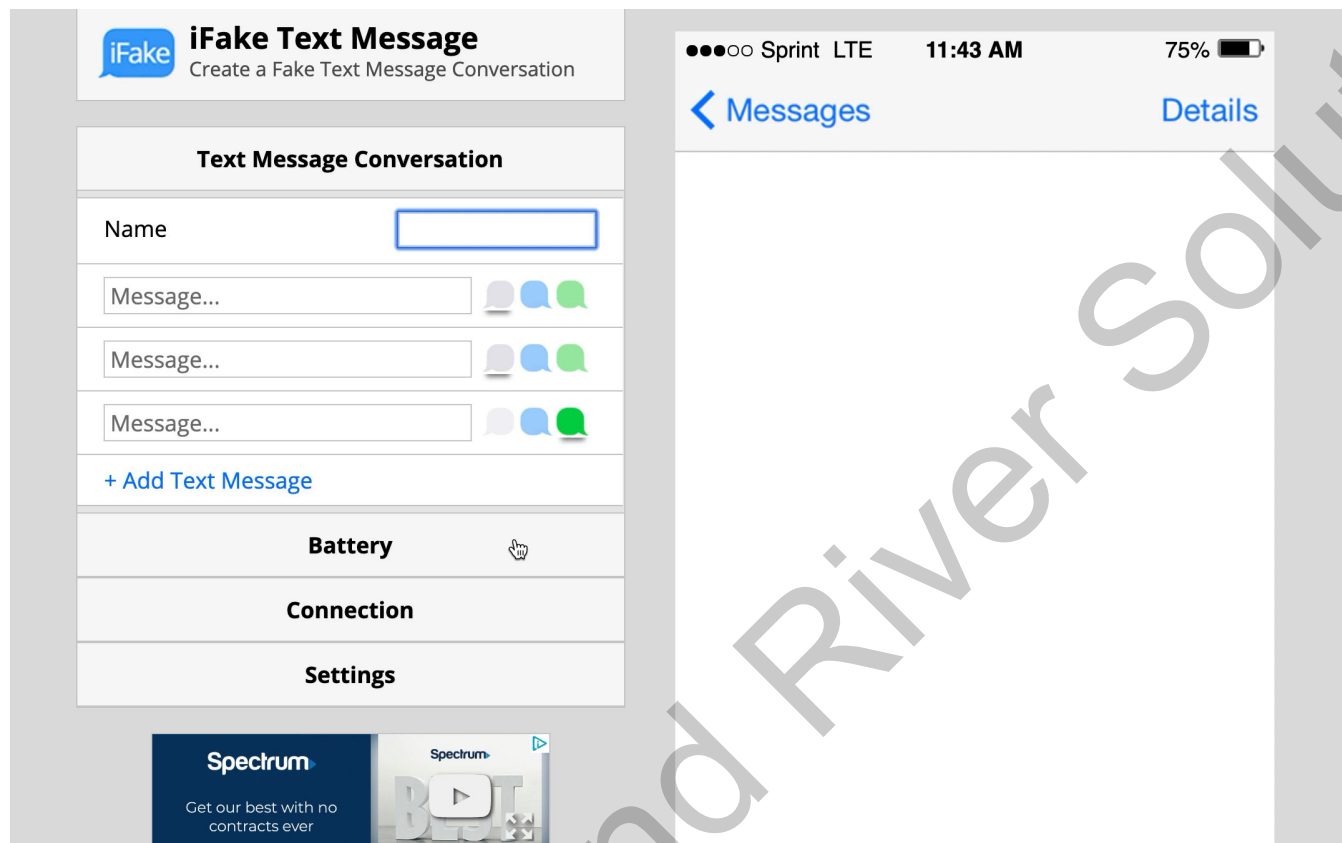 iFake
iFake Text Message
Create a Fake Text Message Conversation
Text Message Conversation
Name
Message...
Message...
Message...
+ Add Text Message
Battery
Connection
Settings
Spectrum
Get our best with no
contracts ever
Spectrum
BEST
Sprint LTE 11:43 AM 75%
Messages Details
River